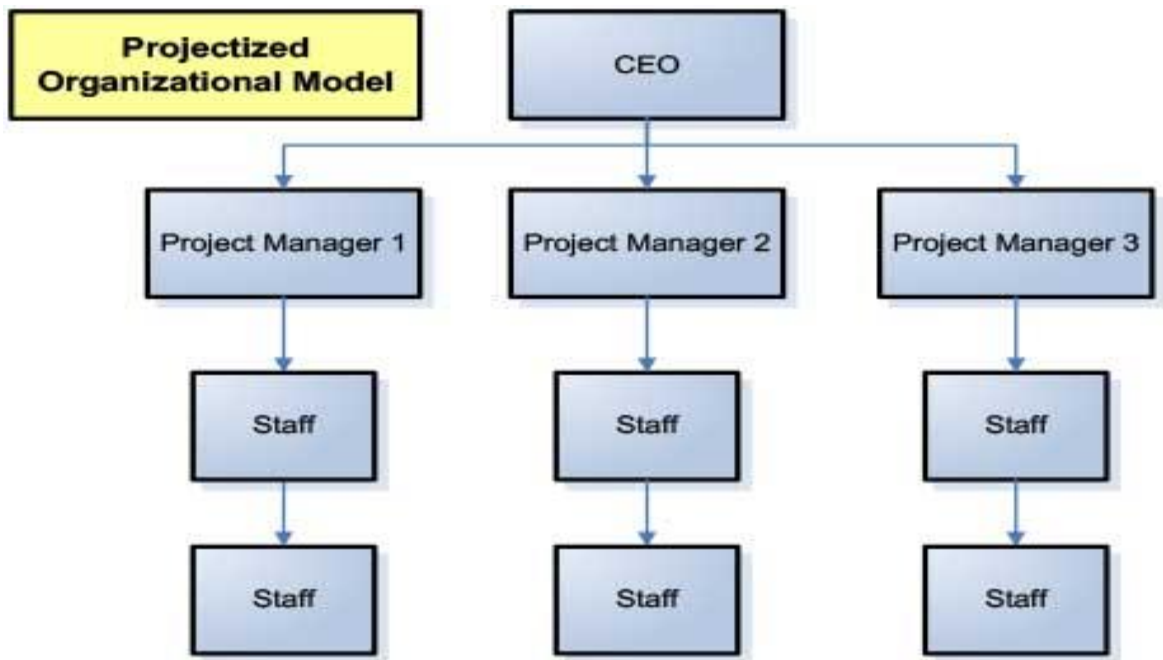 Projectized
Organizational Model
CEO
Project Manager 1
Project Manager 2
Project Manager 3
Staff
Staff
Staff
Staff
Staff
Staff